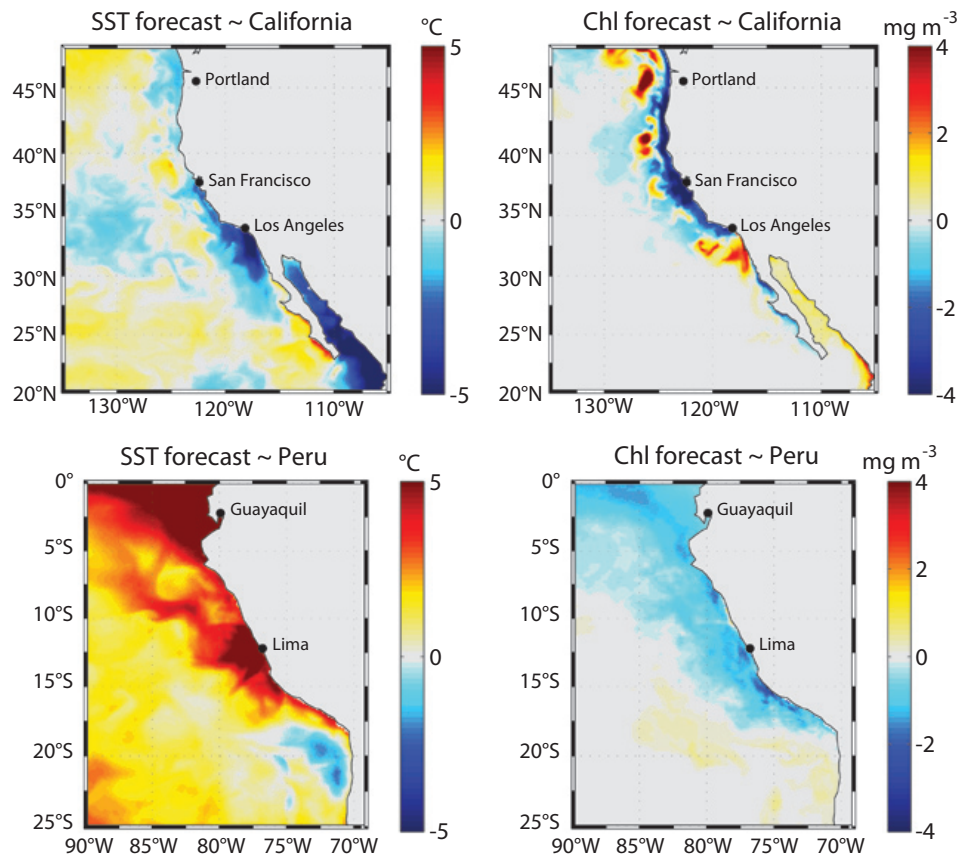 SST forecast ~ California
°C
5
0
-5
45°N
40°N
35°N
30°N
25°N
20°N
130°W 120°W 110°W
Portland
San Francisco
Los Angeles
Chl forecast ~ California
mg m⁻³
4
2
0
-2
-4
45°N
40°N
35°N
30°N
25°N
20°N
130°W 120°W 110°W
Portland
San Francisco
Los Angeles
SST forecast ~ Peru
°C
5
0
-5
0°
5°S
10°S
15°S
20°S
25°S
90°W 85°W 80°W 75°W 70°W
Guayaquil
Lima
Chl forecast ~ Peru
mg m⁻³
4
2
0
-2
-4
0°
5°S
10°S
15°S
20°S
25°S
90°W 85°W 80°W 75°W 70°W
Guayaquil
Lima